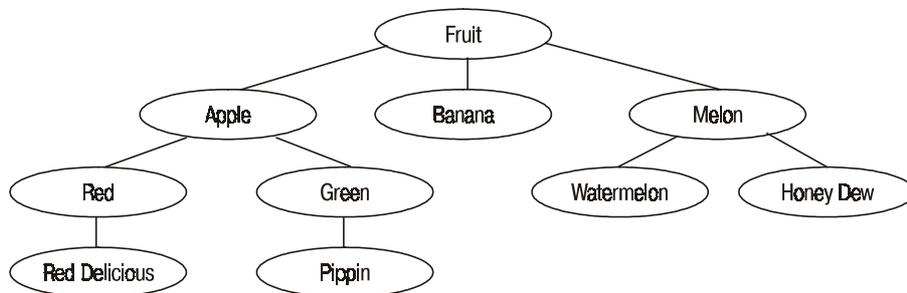 Fruit
Apple Banana Melon
Red Green Watermelon Honey Dew
Red Delicious Pippin